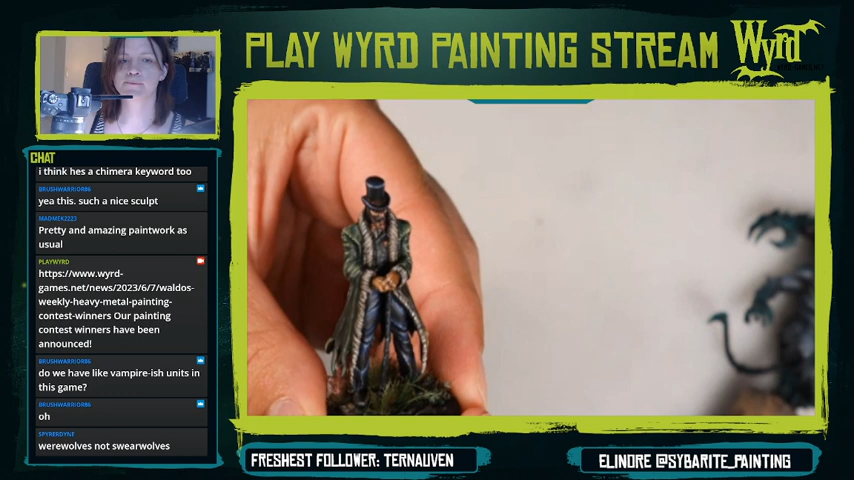 PLAY WYRD PAINTING STREAM
Wyrd
CHAT
i think hes a chimera keyword too
BRUSHWARRIOR86
yea this. such a nice sculpt
MADMEK2223
Pretty and amazing paintwork as
usual
PLAYWYRD
https://www.wyrd-
games.net/news/2023/6/7/waldos-
weekly-heavy-metal-painting-
contest-winners Our painting
contest winners have been
announced!
BRUSHWARRIOR86
do we have like vampire-ish units in
this game?
BRUSHWARRIOR86
oh
SPYDERDYNE
werewolves not swearwolves
FRESHEST FOLLOWER: TERNAUVEN
ELINORE @SYBARITE_PAINTING